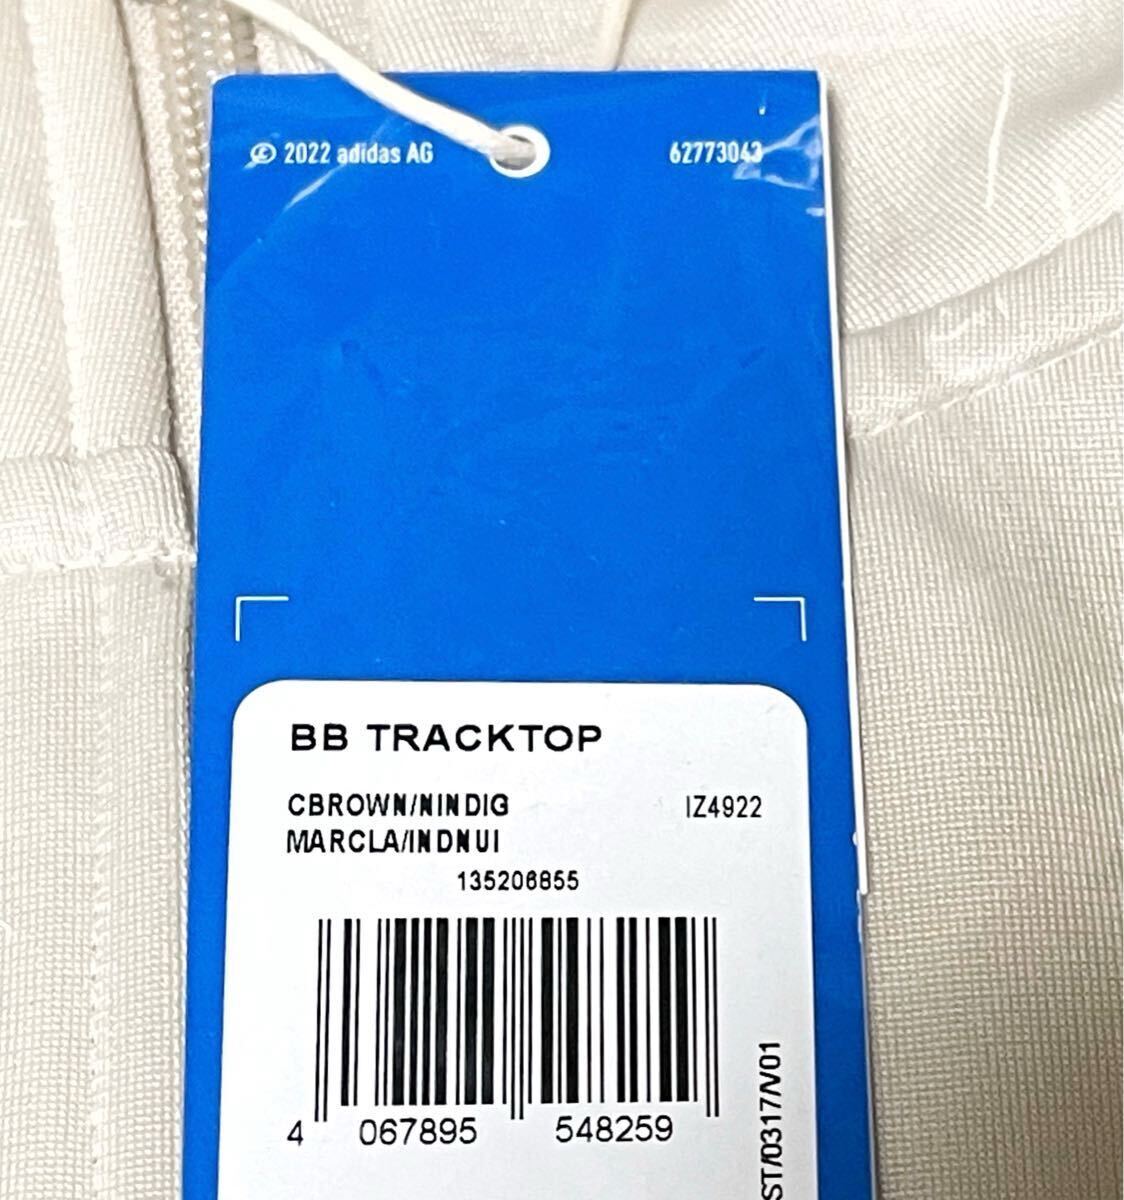 © 2022 adidas AG
62773043
BB TRACKTOP
CBROWN/NINDIG
IZ4922
MARCLA/INDNUI
135206855
4 067895 548259
ST/0317/V01